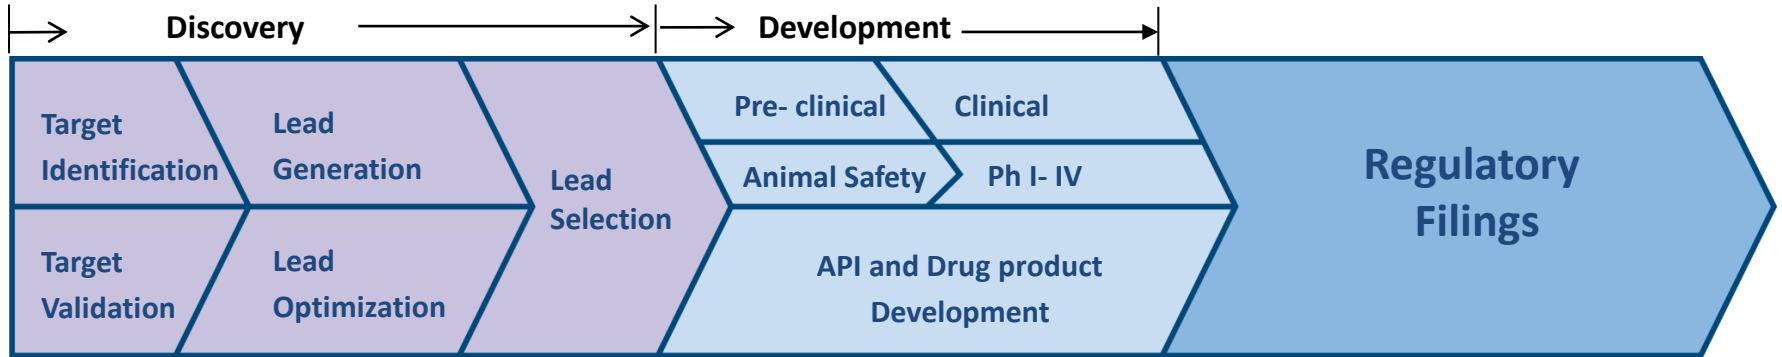 Discovery
Development
Target
Identification
Lead
Generation
Target
Validation
Lead
Optimization
Lead
Selection
Pre- clinical
Clinical
Animal Safety
Ph I- IV
API and Drug product
Development
Regulatory
Filings